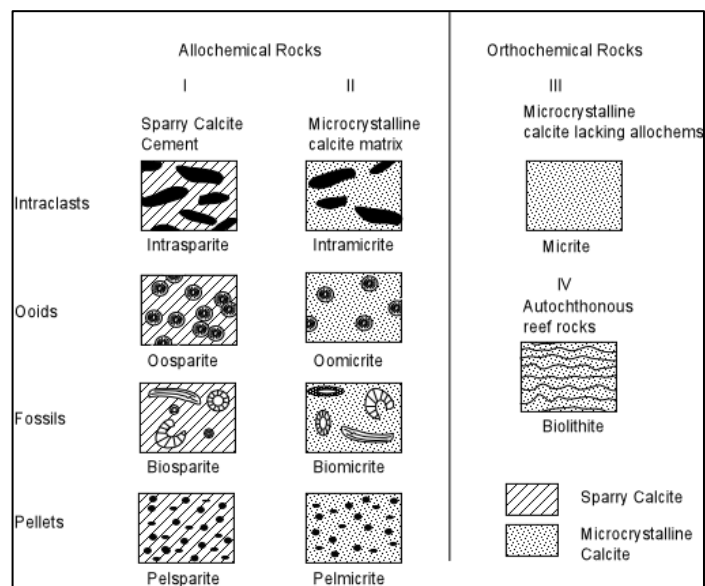 Allochemical Rocks
Orthochemical Rocks
I
II
III
Sparry Calcite
Cement
Microcrystalline
calcite matrix
Microcrystalline
calcite lacking allochems
Intraclasts
Intrasparite
Intramicrite
Micrite
IV
Autochthonous
reef rocks
Ooids
Oosparite
Oomicrite
Biolithite
Fossils
Biosparite
Biomicrite
Sparry Calcite
Pellets
Microcrystalline
Calcite
Pelsparite
Pelmicrite